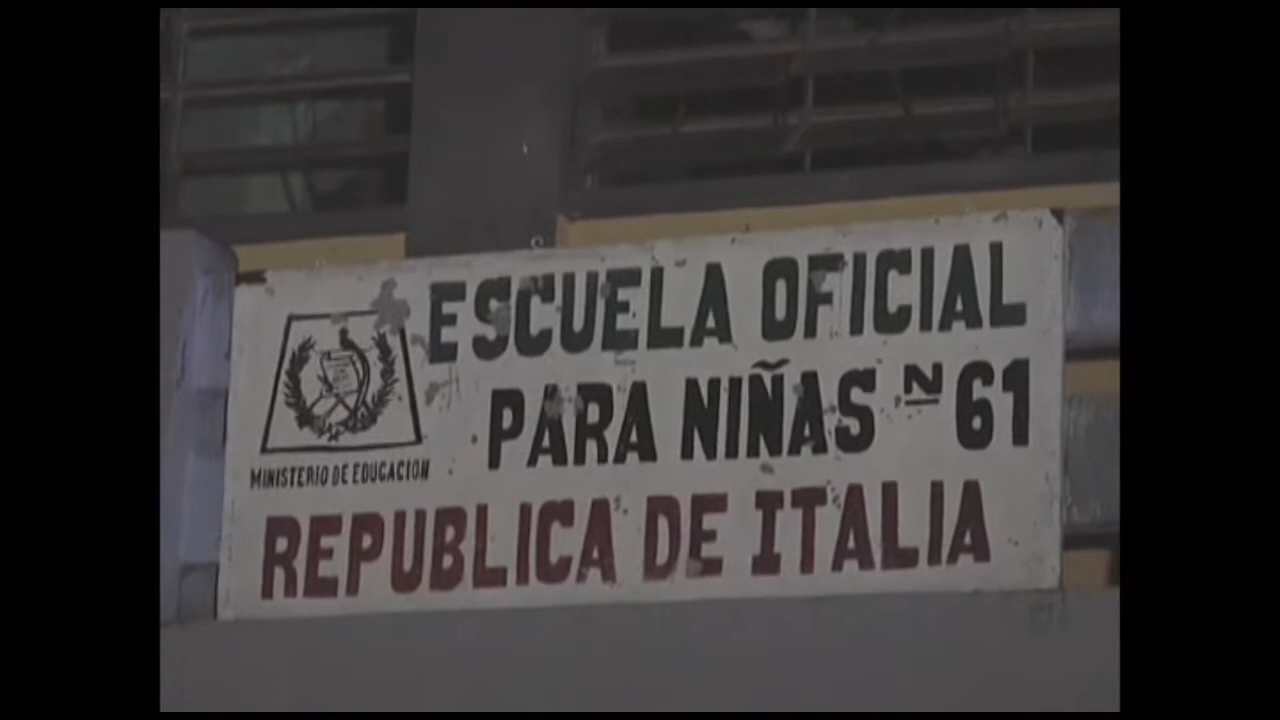 ESCUELA OFICIAL
PARA NIÑAS N 61
MINISTERIO DE EDUCACION
REPUBLICA DE ITALIA